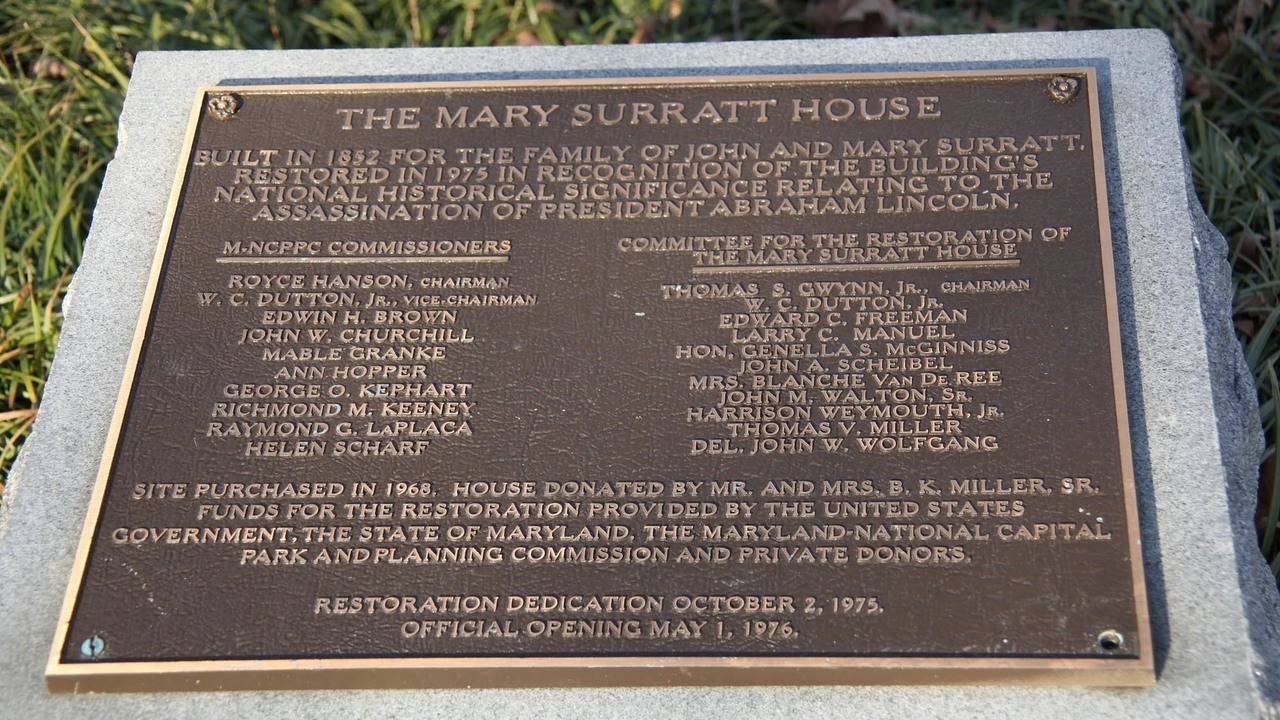 THE MARY SURRATT HOUSE
BUILT IN 1852 FOR THE FAMILY OF JOHN AND MARY SURRATT.
RESTORED IN 1975 IN RECOGNITION OF THE BUILDING'S
NATIONAL HISTORICAL SIGNIFICANCE RELATING TO THE
ASSASSINATION OF PRESIDENT ABRAHAM LINCOLN.
M-NCPPC COMMISSIONERS
ROYCE HANSON, CHAIRMAN
W. C. DUTTON, JR., VICE-CHAIRMAN
EDWIN H. BROWN
JOHN W. CHURCHILL
MABLE GRANKE
ANN HOPPER
GEORGE O. KEPHART
RICHMOND M. KEENEY
RAYMOND G. LAPLACA
HELEN SCHARF
COMMITTEE FOR THE RESTORATION OF
THE MARY SURRATT HOUSE
THOMAS S. GWYNN, JR., CHAIRMAN
W. C. DUTTON, JR.
EDWARD C. FREEMAN
LARRY C. MANUEL
HON. GENELLA S. McGINNISS
JOHN A. SCHEIBEL
MRS. BLANCHE VAN DE REE
JOHN M. WALTON, SR.
HARRISON WEYMOUTH, JR.
THOMAS V. MILLER
DEL. JOHN W. WOLFGANG
SITE PURCHASED IN 1968. HOUSE DONATED BY MR. AND MRS. B. K. MILLER, SR.
FUNDS FOR THE RESTORATION PROVIDED BY THE UNITED STATES
GOVERNMENT, THE STATE OF MARYLAND, THE MARYLAND-NATIONAL CAPITAL
PARK AND PLANNING COMMISSION AND PRIVATE DONORS.
RESTORATION DEDICATION OCTOBER 2, 1975.
OFFICIAL OPENING MAY 1, 1976.